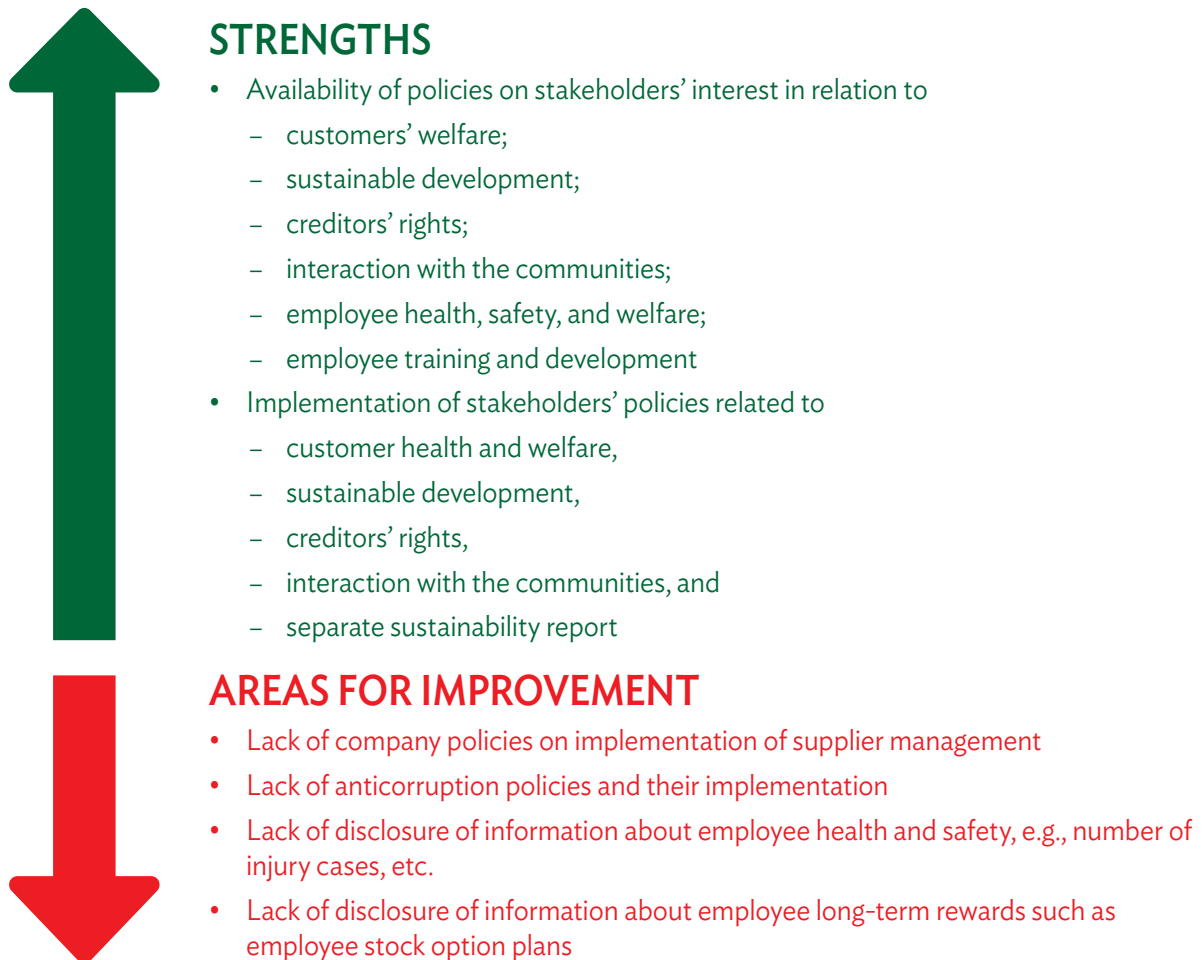 STRENGTHS
• Availability of policies on stakeholders’ interest in relation to
– customers’ welfare;
– sustainable development;
– creditors’ rights;
– interaction with the communities;
– employee health, safety, and welfare;
– employee training and development
• Implementation of stakeholders’ policies related to
– customer health and welfare,
– sustainable development,
– creditors’ rights,
– interaction with the communities, and
– separate sustainability report
AREAS FOR IMPROVEMENT
• Lack of company policies on implementation of supplier management
• Lack of anticorruption policies and their implementation
• Lack of disclosure of information about employee health and safety, e.g., number of
injury cases, etc.
• Lack of disclosure of information about employee long-term rewards such as
employee stock option plans